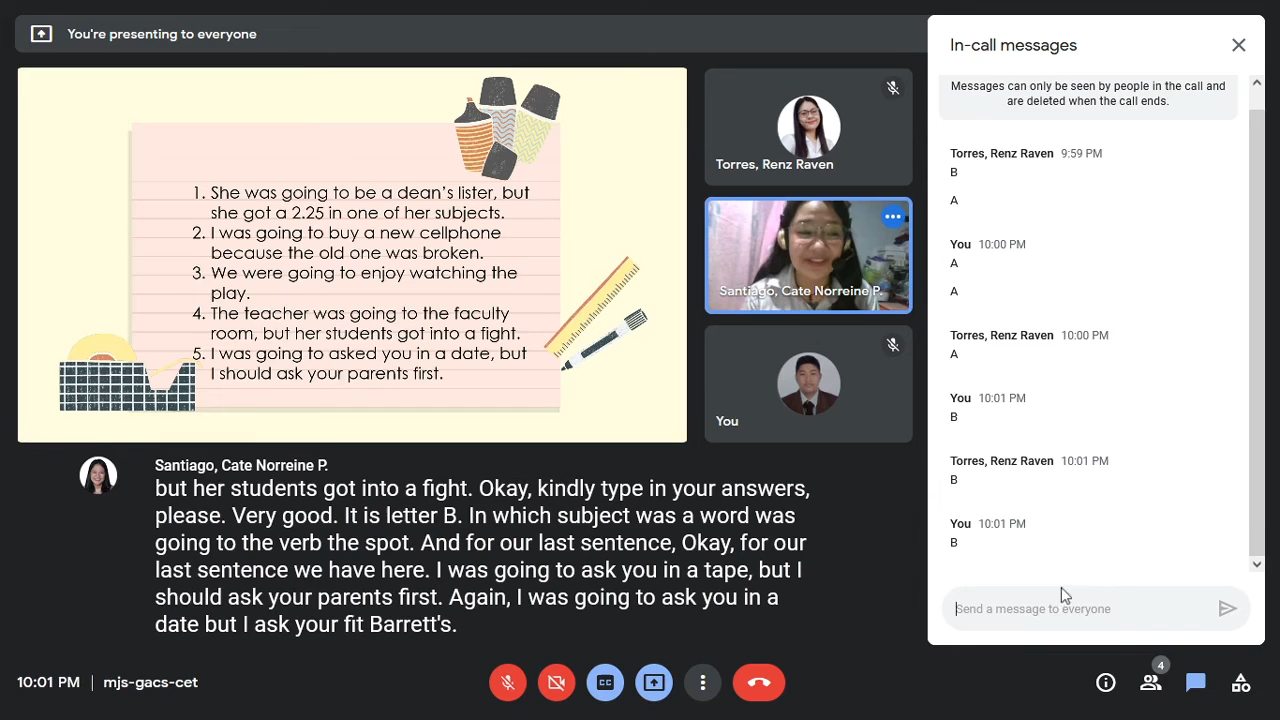 You're presenting to everyone
1. She was going to be a dean's lister, but
she got a 2.25 in one of her subjects.
2. I was going to buy a new cellphone
because the old one was broken.
3. We were going to enjoy watching the
play.
4. The teacher was going to the faculty
room, but her students got into a fight.
5. I was going to asked you in a date, but
I should ask your parents first.
Torres, Renz Raven
Santiago, Cate Norreine P.
You
Santiago, Cate Norreine P.
but her students got into a fight. Okay, kindly type in your answers,
please. Very good. It is letter B. In which subject was a word was
going to the verb the spot. And for our last sentence, Okay, for our
last sentence we have here. I was going to ask you in a tape, but I
should ask your parents first. Again, I was going to ask you in a
date but I ask your fit Barrett's.
In-call messages
Messages can only be seen by people in the call and
are deleted when the call ends.
Torres, Renz Raven 9:59 PM
B
A
You 10:00 PM
A
A
Torres, Renz Raven 10:00 PM
A
You 10:01 PM
B
Torres, Renz Raven 10:01 PM
B
You 10:01 PM
B
Send a message to everyone
10:01 PM | mjs-gacs-cet
CC
4